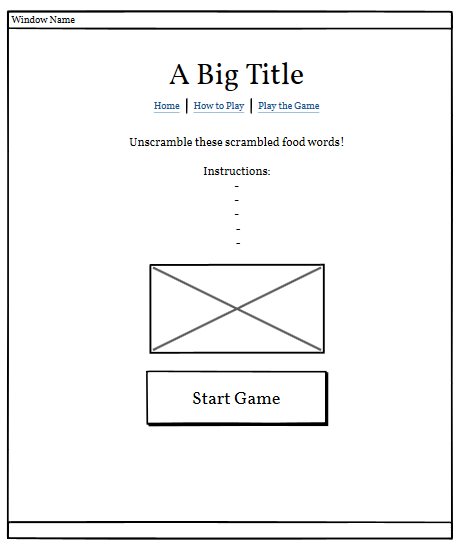 Window Name
A Big Title
Home | How to Play | Play the Game
Unscramble these scrambled food words!
Instructions:
-
-
-
-
-
Start Game